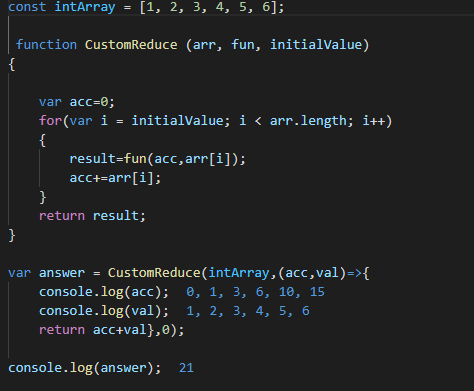 const intArray = [1, 2, 3, 4, 5, 6];
function CustomReduce (arr, fun, initialValue)
{
var acc=0;
for(var i = initialValue; i < arr.length; i++)
{
result=fun(acc,arr[i]);
acc+=arr[i];
}
return result;
}
var answer = CustomReduce(intArray,(acc,val)=>{
console.log(acc); 0, 1, 3, 6, 10, 15
console.log(val); 1, 2, 3, 4, 5, 6
return acc+val},0);
console.log(answer); 21